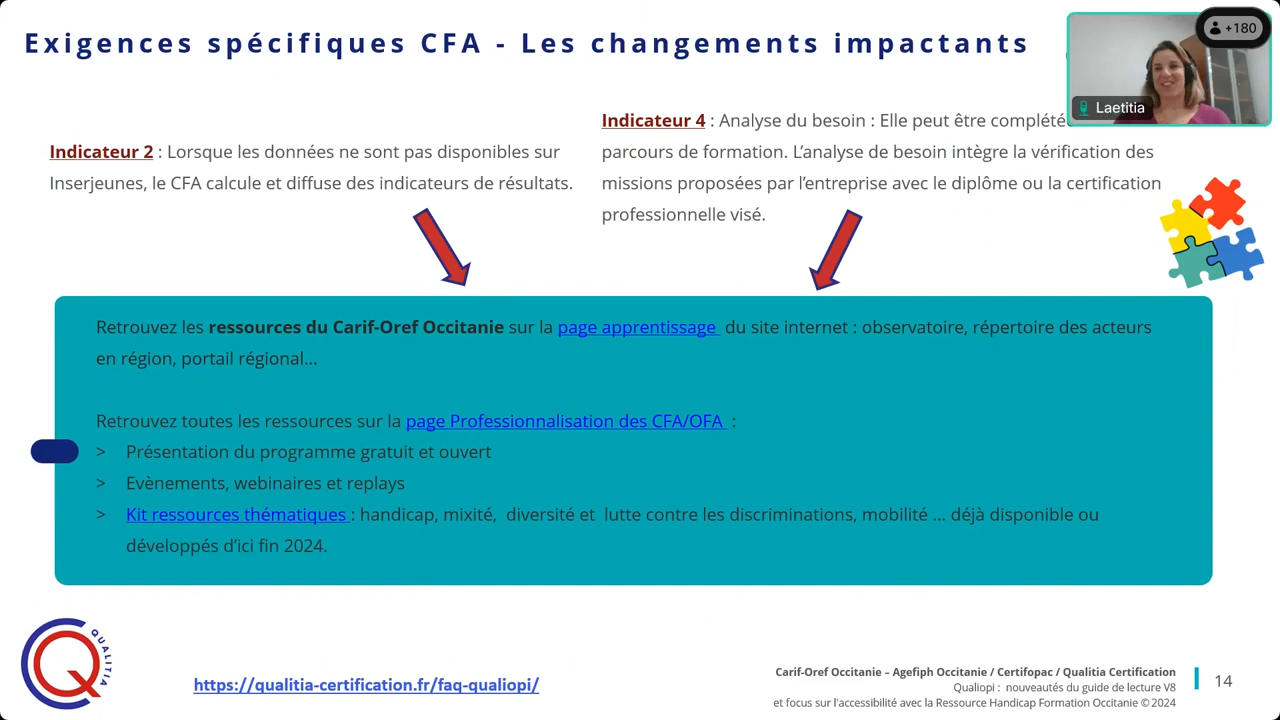 Exigences spécifiques CFA - Les changements impactants
+180
Laetitia
Indicateur 2 : Lorsque les données ne sont pas disponibles sur
Inserjeunes, le CFA calcule et diffuse des indicateurs de résultats.
Indicateur 4 : Analyse du besoin : Elle peut être complétée
parcours de formation. L’analyse de besoin intègre la vérification des
missions proposées par l’entreprise avec le diplôme ou la certification
professionnelle visé.
Retrouvez les ressources du Carif-Oref Occitanie sur la page apprentissage du site internet : observatoire, répertoire des acteurs
en région, portail régional…
Retrouvez toutes les ressources sur la page Professionnalisation des CFA/OFA :
> Présentation du programme gratuit et ouvert
> Evènements, webinaires et replays
> Kit ressources thématiques : handicap, mixité, diversité et lutte contre les discriminations, mobilité … déjà disponible ou
développés d’ici fin 2024.
QUALITIA
https://qualitia-certification.fr/faq-qualiopi/
Carif-Oref Occitanie – Agefiph Occitanie / Certifopac / Qualitia Certification
Qualiopi : nouveautés du guide de lecture V8
et focus sur l'accessibilité avec la Ressource Handicap Formation Occitanie © 2024
14